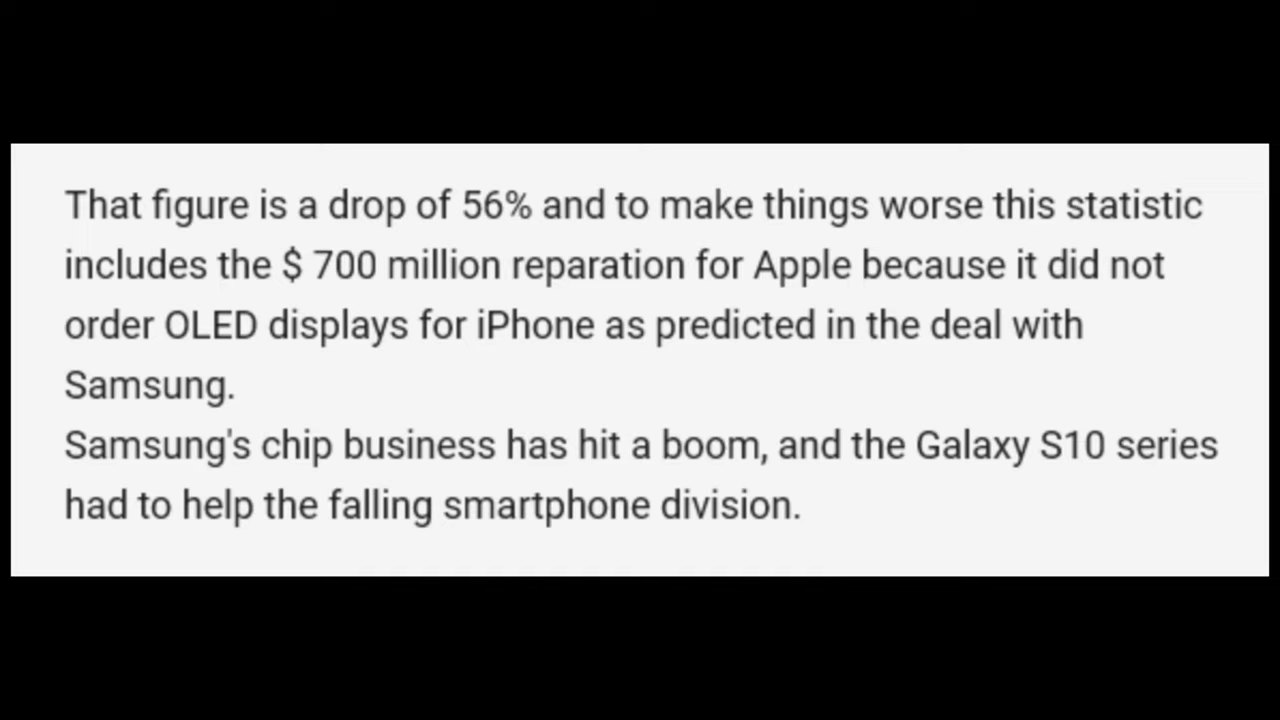 That figure is a drop of 56% and to make things worse this statistic
includes the $ 700 million reparation for Apple because it did not
order OLED displays for iPhone as predicted in the deal with
Samsung.
Samsung's chip business has hit a boom, and the Galaxy S10 series
had to help the falling smartphone division.